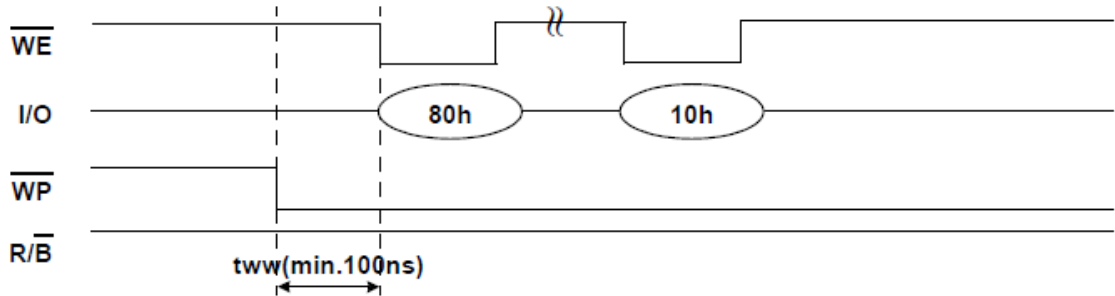 WE
I/O
80h
10h
WP
R/B
tww(min.100ns)